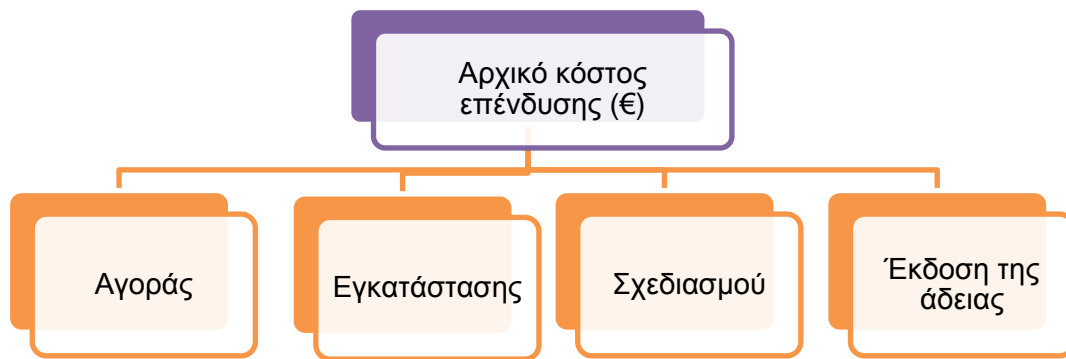 Αρχικό κόστος
επένδυσης (€)
Αγοράς
Εγκατάστασης
Σχεδιασμού
Έκδοση της
άδειας